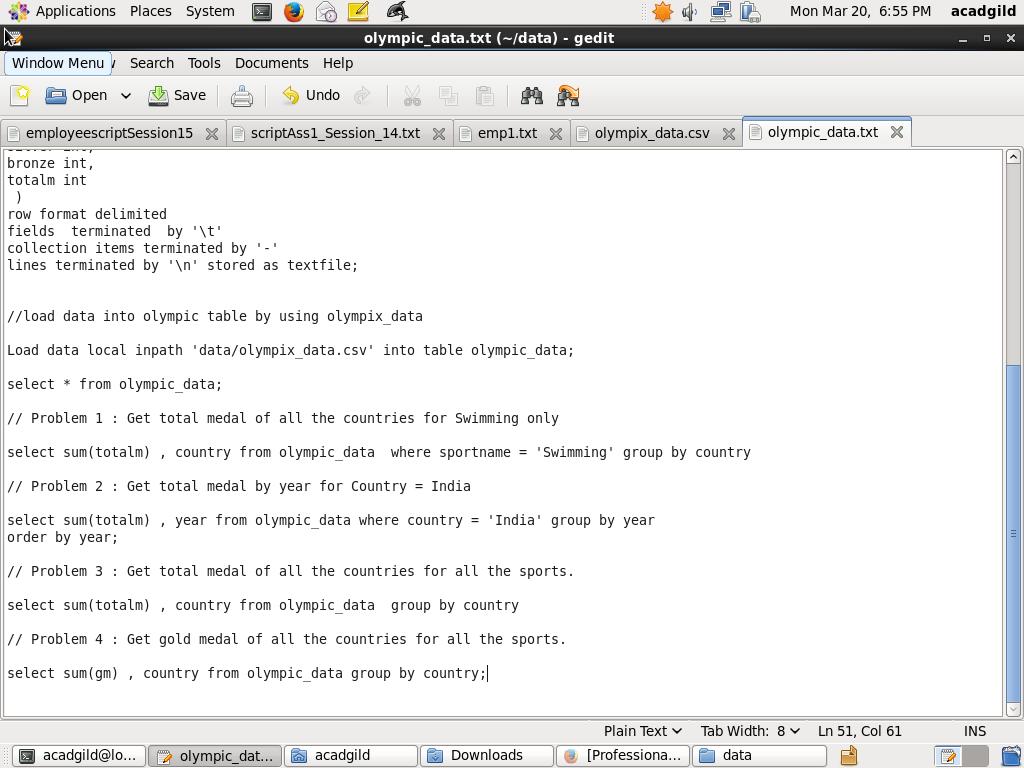 Applications Places System Mon Mar 20, 6:55 PM acadgild
olympic_data.txt (~/data) - gedit
Window Menu Search Tools Documents Help
Open Save Undo
employeescriptSession15 scriptAss1_Session_14.txt emp1.txt olympix_data.csv olympic_data.txt
bronze int,
totalm int
)
row format delimited
fields  terminated  by '\t'
collection items terminated by '-'
lines terminated by '\n' stored as textfile;
//load data into olympic table by using olympix_data
Load data local inpath 'data/olympix_data.csv' into table olympic_data;
select * from olympic_data;
// Problem 1 : Get total medal of all the countries for Swimming only
select sum(totalm) , country from olympic_data  where sportname = 'Swimming' group by country
// Problem 2 : Get total medal by year for Country = India
select sum(totalm) , year from olympic_data where country = 'India' group by year
order by year;
// Problem 3 : Get total medal of all the countries for all the sports.
select sum(totalm) , country from olympic_data  group by country
// Problem 4 : Get gold medal of all the countries for all the sports.
select sum(gm) , country from olympic_data group by country;
Plain Text Tab Width: 8 Ln 51, Col 61 INS
acadgild@lo... olympic_dat... acadgild Downloads [Professiona... data